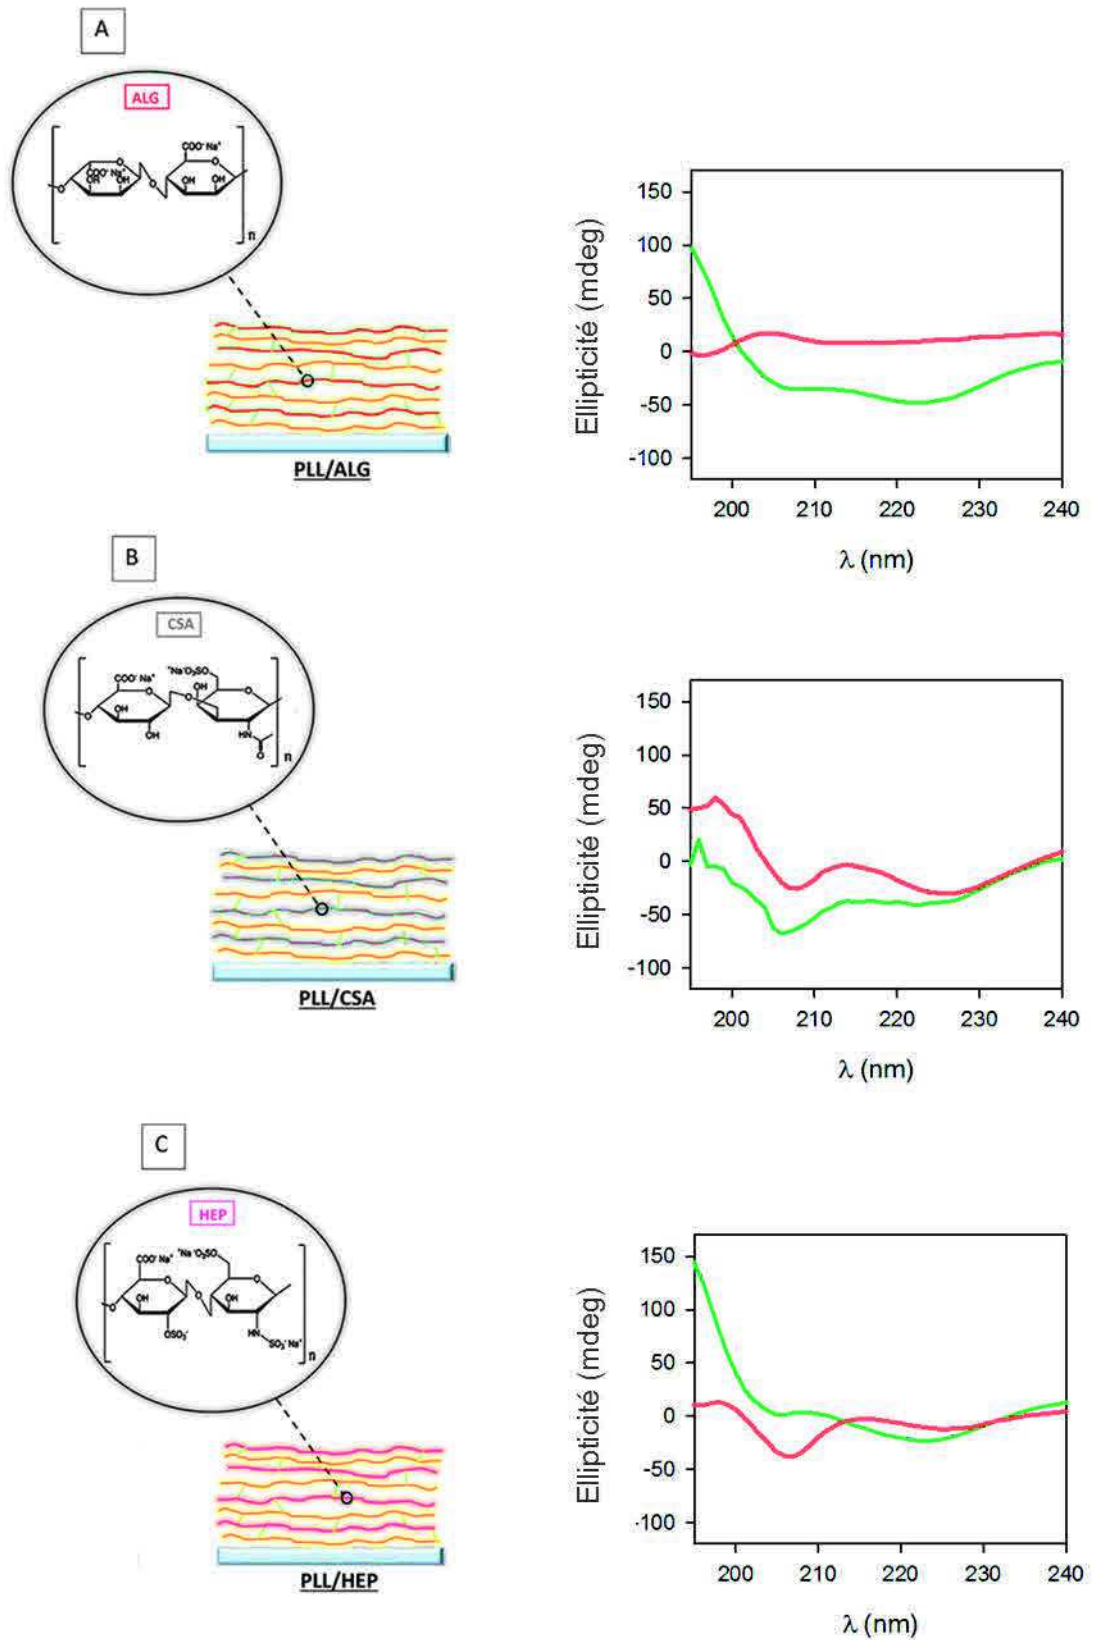 A
ALG
COO⁻ Na⁺
COO⁻ Na⁺
OH
OH
OH
OH
O
O
O
O
n
PLL/ALG
Ellipticité (mdeg)
150
100
50
0
-50
-100
200 210 220 230 240
λ (nm)
B
CSA
COO⁻ Na⁺
⁺Na⁻O₃SO
OH
OH
OH
O
O
O
O
HN
O
n
PLL/CSA
Ellipticité (mdeg)
150
100
50
0
-50
-100
200 210 220 230 240
λ (nm)
C
HEP
COO⁻ Na⁺
⁺Na⁻O₃SO
OH
OH
O
O
O
O
OSO₃⁻
HN
SO₃⁻Na⁺
n
PLL/HEP
Ellipticité (mdeg)
150
100
50
0
-50
-100
200 210 220 230 240
λ (nm)